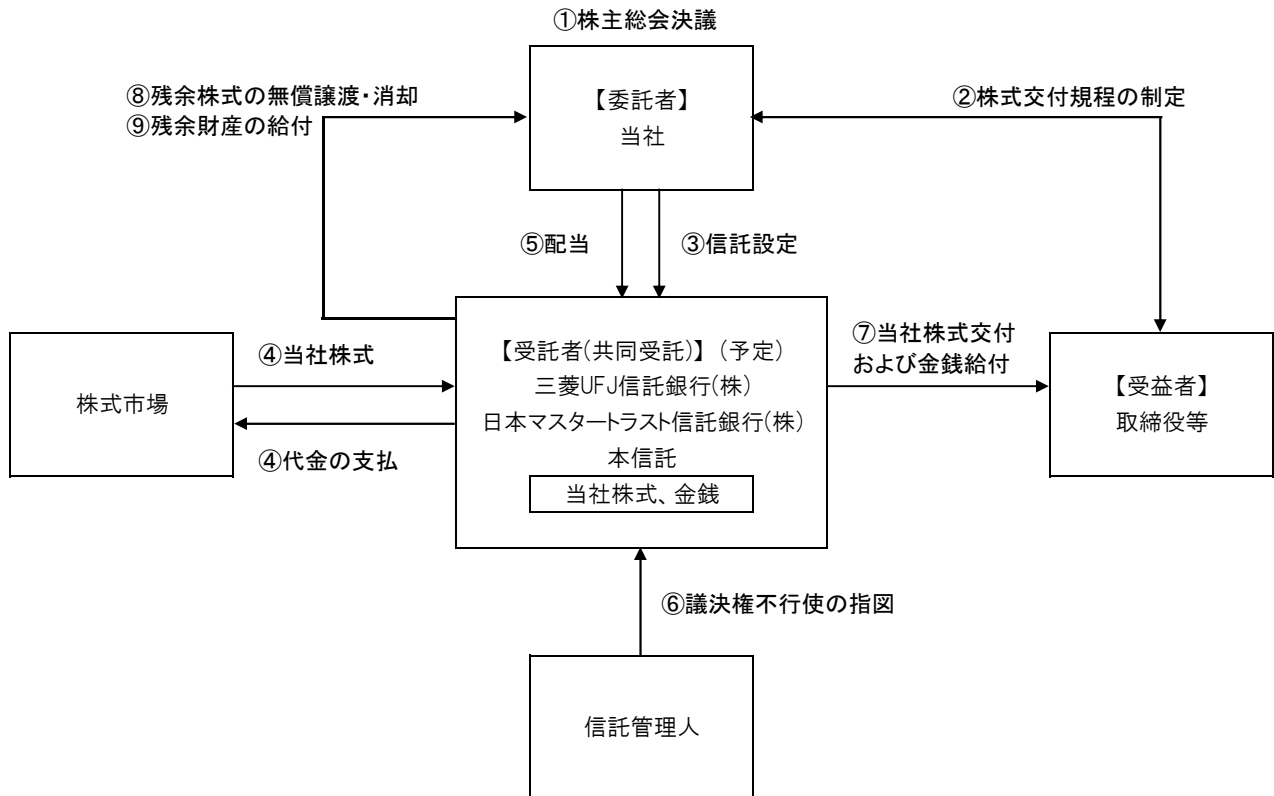 ①株主総会決議
⑧残余株式の無償譲渡・消却
⑨残余財産の給付
【委託者】
当社
②株式交付規程の制定
⑤配当
③信託設定
株式市場
④当社株式
④代金の支払
【受託者(共同受託)】（予定）
三菱UFJ信託銀行(株)
日本マスタートラスト信託銀行(株)
本信託
当社株式、金銭
⑦当社株式交付
および金銭給付
【受益者】
取締役等
⑥議決権不行使の指図
信託管理人